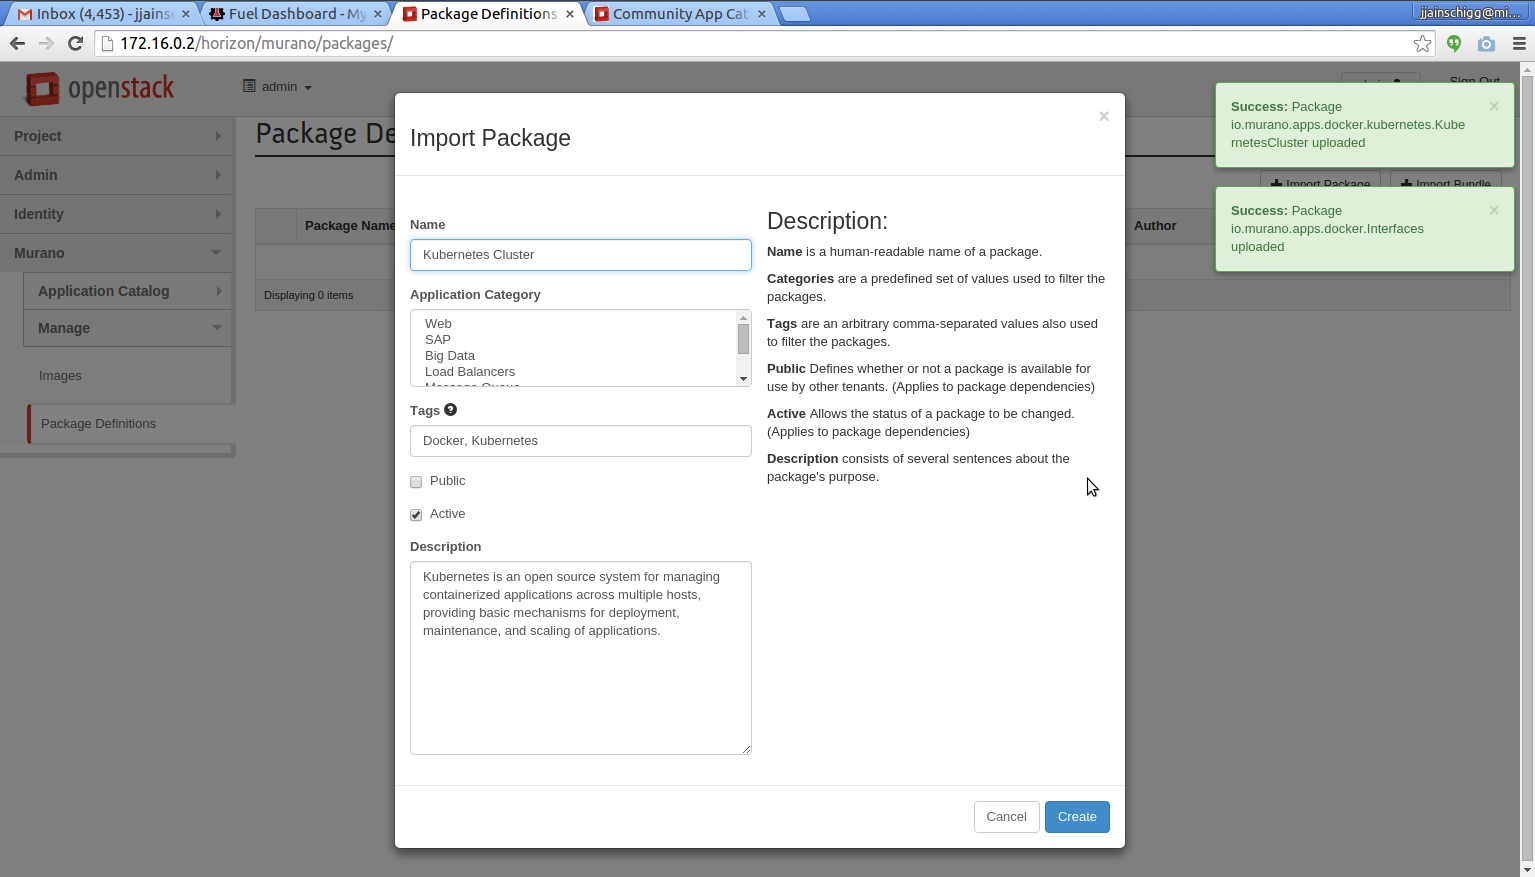 Inbox (4,453) - jjains
Fuel Dashboard - My
Package Definitions
Community App Cat
jjainschigg@mi...
172.16.0.2/horizon/murano/packages/
openstack
admin
Sign Out
Project
Admin
Identity
Murano
Application Catalog
Manage
Images
Package Definitions
Package De
Import Package
Import Bundle
Package Name
Author
Displaying 0 items
Success: Package
io.murano.apps.docker.kubernetes.Kube
rnetesCluster uploaded
Success: Package
io.murano.apps.docker.Interfaces
uploaded
Import Package
Name
Kubernetes Cluster
Application Category
Web
SAP
Big Data
Load Balancers
Message Queue
Tags
Docker, Kubernetes
Public
Active
Description
Kubernetes is an open source system for managing
containerized applications across multiple hosts,
providing basic mechanisms for deployment,
maintenance, and scaling of applications.
Description:
Name is a human-readable name of a package.
Categories are a predefined set of values used to filter the
packages.
Tags are an arbitrary comma-separated values also used
to filter the packages.
Public Defines whether or not a package is available for
use by other tenants. (Applies to package dependencies)
Active Allows the status of a package to be changed.
(Applies to package dependencies)
Description consists of several sentences about the
package's purpose.
Cancel
Create